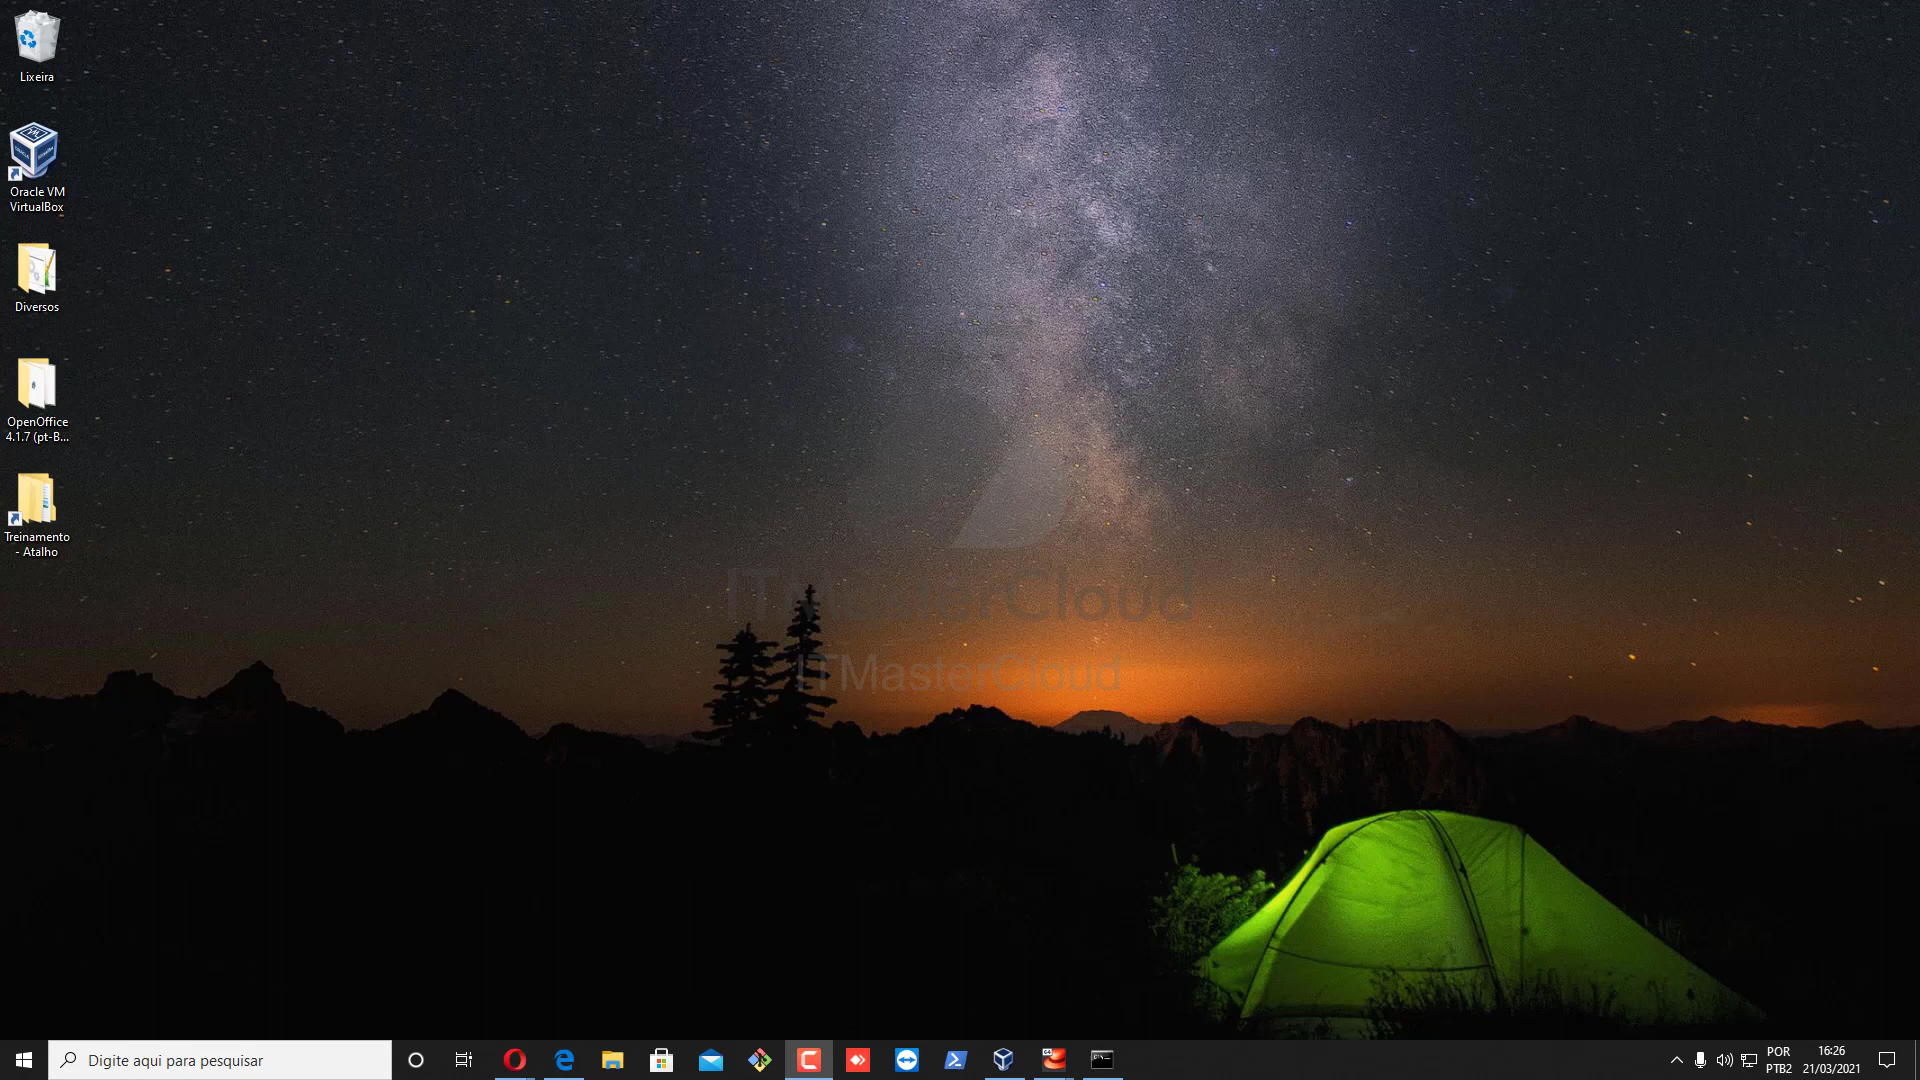 Lixeira
Oracle VM
VirtualBox
Diversos
OpenOffice
4.1.7 (pt-B...
Treinamento
- Atalho
ITMasterCloud
ITMasterCloud
Digite aqui para pesquisar
POR
PTB2
16:26
21/03/2021